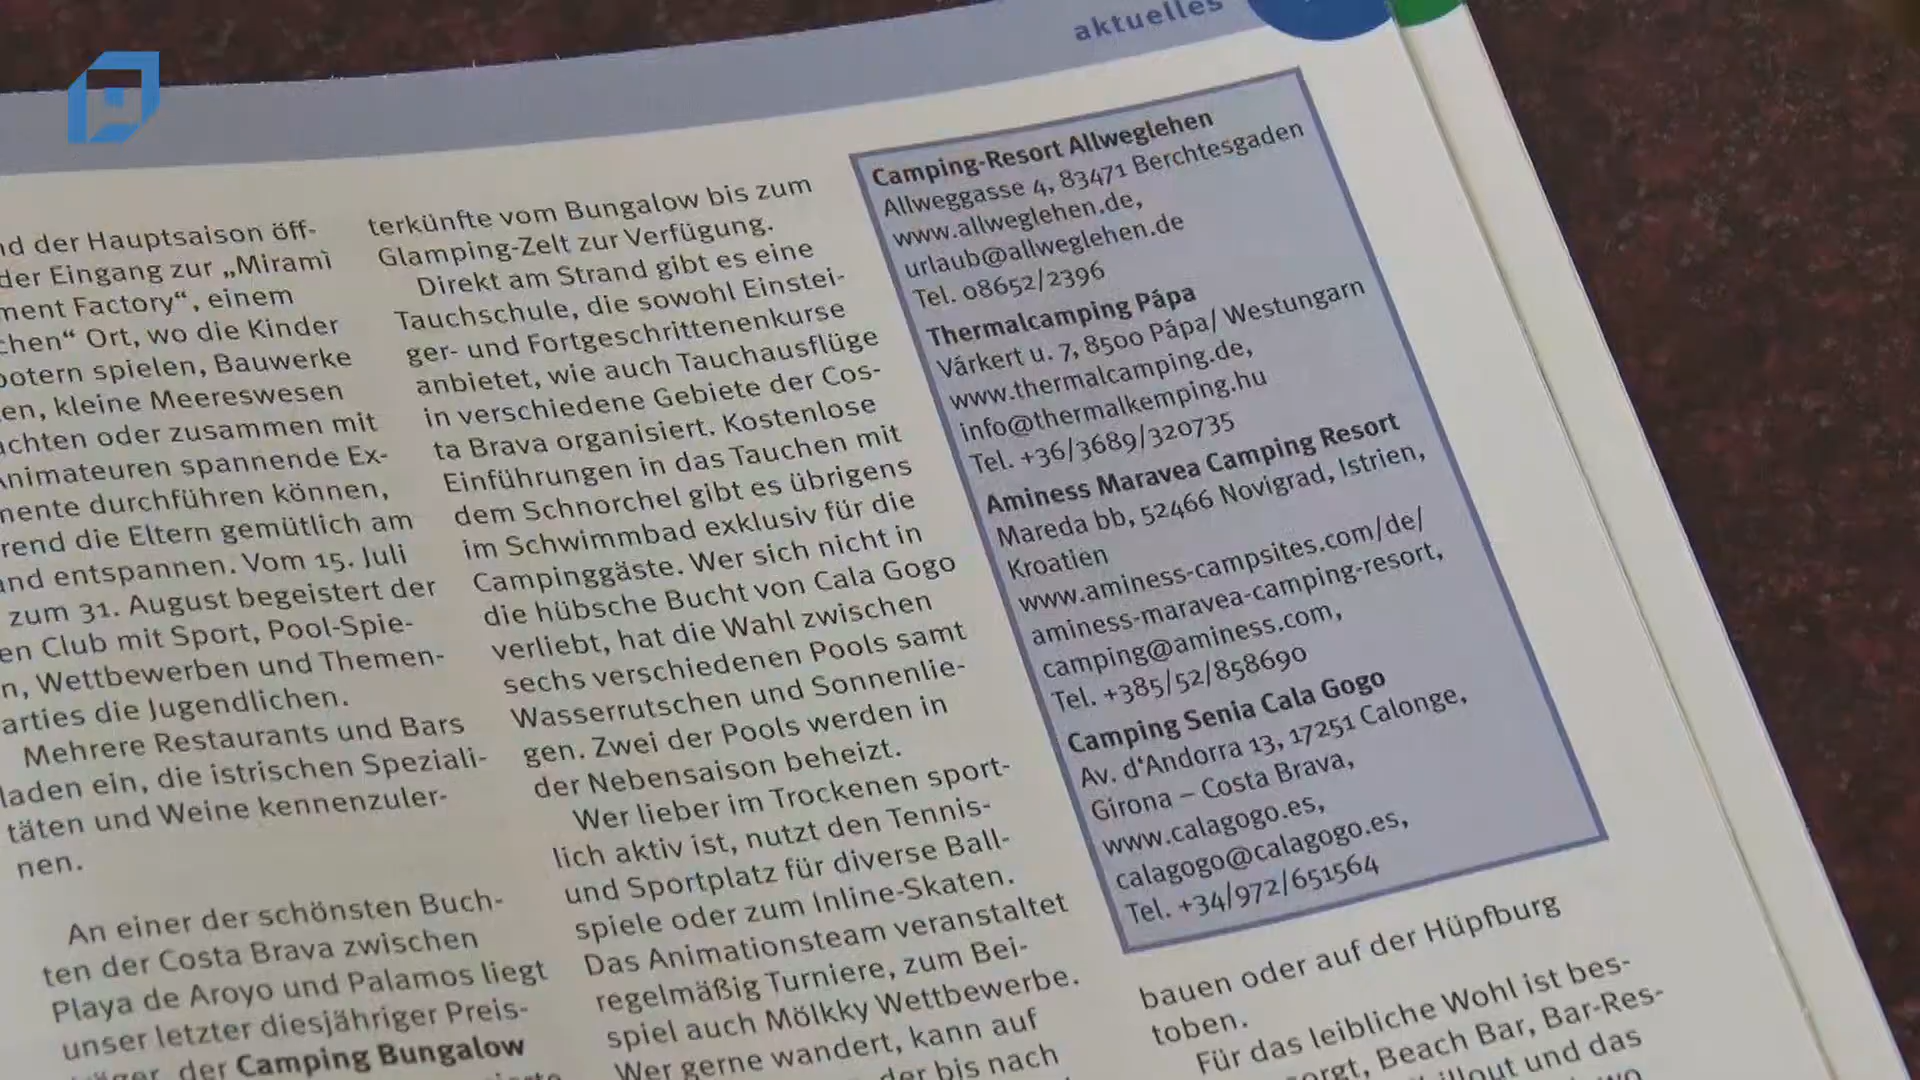 aktuelles
nd der Hauptsaison öff-
der Eingang zur „Miramì
ment Factory“, einem
chen“ Ort, wo die Kinder
potern spielen, Bauwerke
en, kleine Meereswesen
achten oder zusammen mit
Animateuren spannende Ex-
mente durchführen können,
rend die Eltern gemütlich am
and entspannen. Vom 15. Juli
zum 31. August begeistert der
en Club mit Sport, Pool-Spie-
n, Wettbewerben und Themen-
arties die Jugendlichen.
Mehrere Restaurants und Bars
laden ein, die istrischen Speziali-
täten und Weine kennenzuler-
nen.
An einer der schönsten Buch-
ten der Costa Brava zwischen
Playa de Aroyo und Palamos liegt
unser letzter diesjähriger Preis-
der Camping Bungalow
terkünfte vom Bungalow bis zum
Glamping-Zelt zur Verfügung.
Direkt am Strand gibt es eine
Tauchschule, die sowohl Einstei-
ger- und Fortgeschrittenenkurse
anbietet, wie auch Tauchausflüge
in verschiedene Gebiete der Cos-
ta Brava organisiert. Kostenlose
Einführungen in das Tauchen mit
dem Schnorchel gibt es übrigens
im Schwimmbad exklusiv für die
Campinggäste. Wer sich nicht in
die hübsche Bucht von Cala Gogo
verliebt, hat die Wahl zwischen
sechs verschiedenen Pools samt
Wasserrutschen und Sonnenlie-
gen. Zwei der Pools werden in
der Nebensaison beheizt.
Wer lieber im Trockenen sport-
lich aktiv ist, nutzt den Tennis-
und Sportplatz für diverse Ball-
spiele oder zum Inline-Skaten.
Das Animationsteam veranstaltet
regelmäßig Turniere, zum Bei-
spiel auch Mölkky Wettbewerbe.
Wer gerne wandert, kann auf
der bis nach
Camping-Resort Allweglehen
Allweggasse 4, 83471 Berchtesgaden
www.allweglehen.de,
urlaub@allweglehen.de
Tel. 08652/2396
Thermalcamping Pápa
Várkert u. 7, 8500 Pápa/ Westungarn
www.thermalcamping.de,
info@thermalkemping.hu
Tel. +36/3689/320735
Aminess Maravea Camping Resort
Mareda bb, 52466 Novigrad, Istrien,
Kroatien
www.aminess-campsites.com/de/
aminess-maravea-camping-resort,
camping@aminess.com,
Tel. +385/52/858690
Camping Senia Cala Gogo
Av. d‘Andorra 13, 17251 Calonge,
Girona – Costa Brava,
www.calagogo.es,
calagogo@calagogo.es,
Tel. +34/972/651564
bauen oder auf der Hüpfburg
toben.
Für das leibliche Wohl ist bes-
sorgt, Beach Bar, Bar-Res-
und das